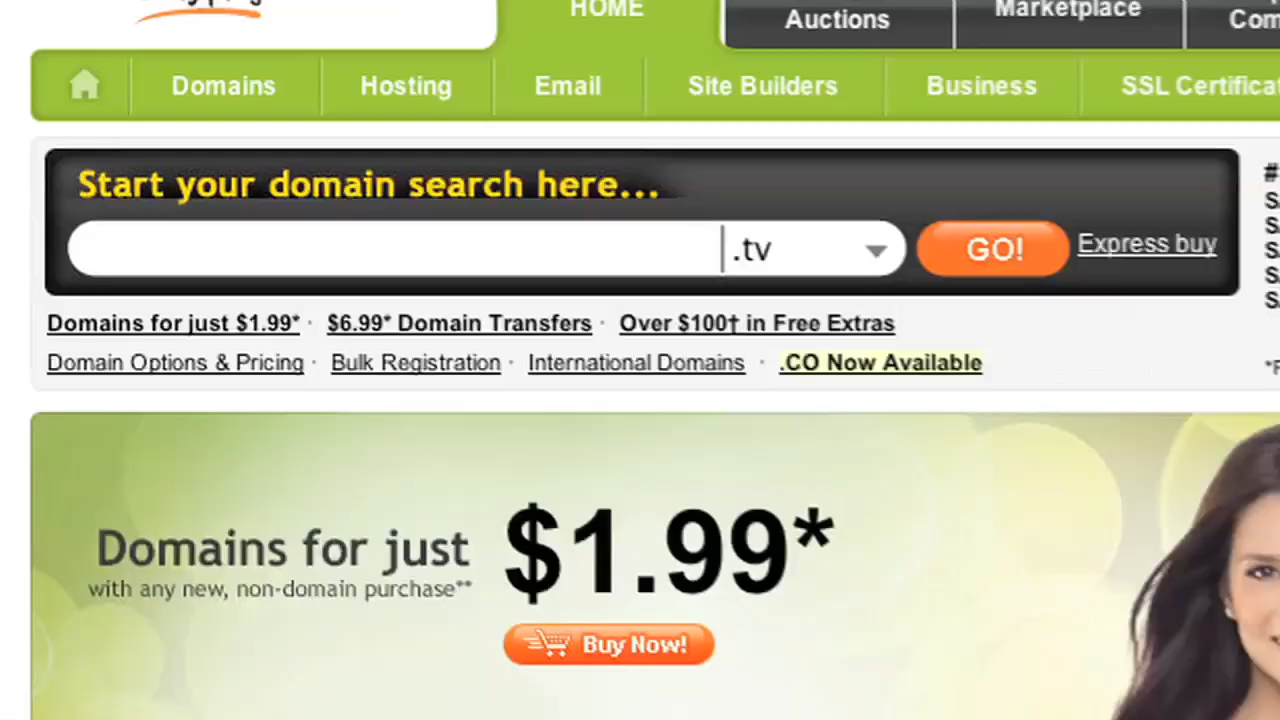 HOME
Auctions
Marketplace
Domains
Hosting
Email
Site Builders
Business
Start your domain search here...
.tv
GO!
Express buy
Domains for just $1.99* · $6.99* Domain Transfers · Over $100† in Free Extras
Domain Options & Pricing · Bulk Registration · International Domains · .CO Now Available
Domains for just
with any new, non-domain purchase**
$1.99*
Buy Now!
SSL
#